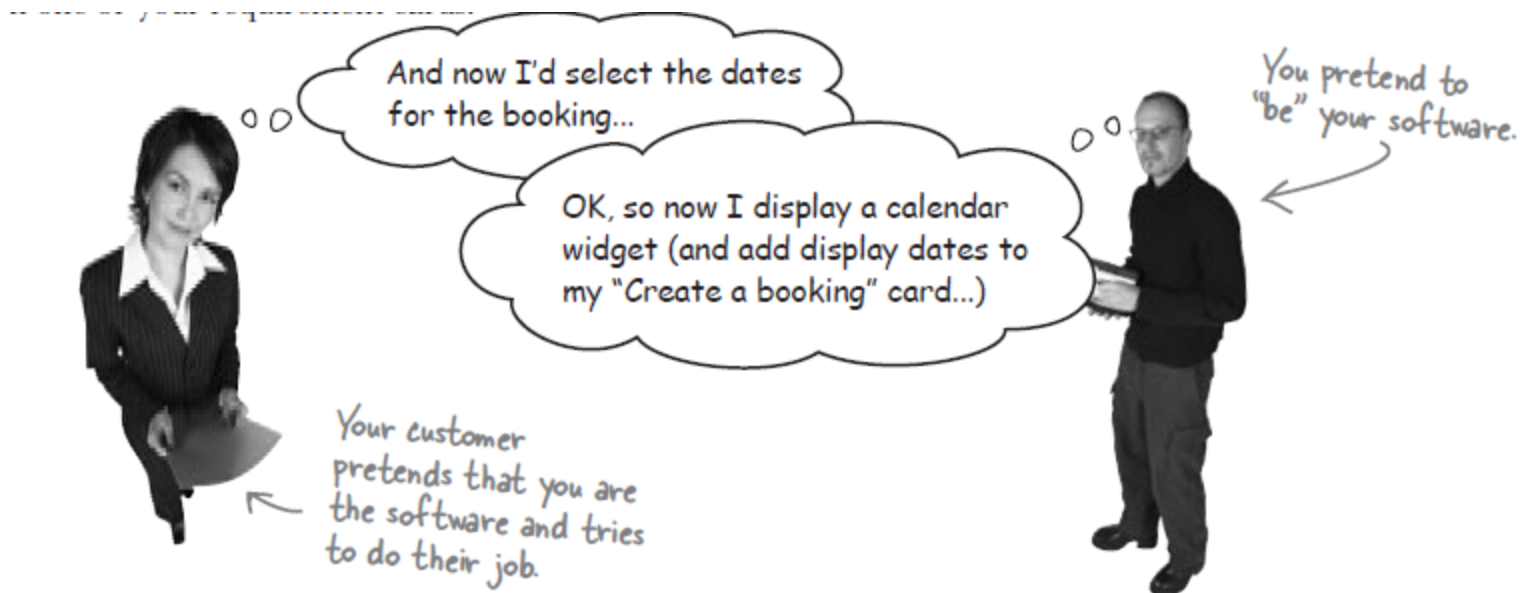 And now I'd select the dates
for the booking...
You pretend to
"be" your software.
OK, so now I display a calendar
widget (and add display dates to
my "Create a booking" card...)
Your customer
pretends that you are
the software and tries
to do their job.